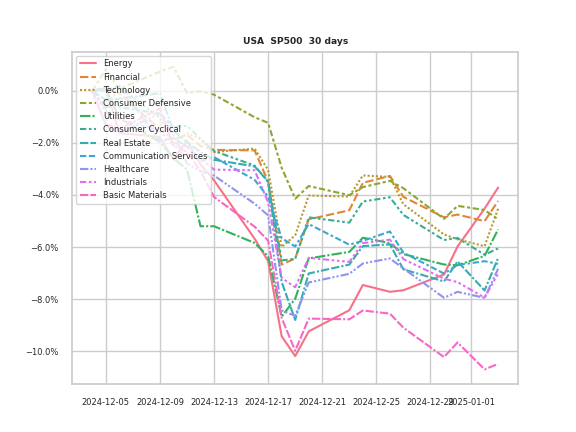 USA  SP500  30 days
0.0%
−2.0%
−4.0%
−6.0%
−8.0%
−10.0%
Energy
Financial
Technology
Consumer Defensive
Utilities
Consumer Cyclical
Real Estate
Communication Services
Healthcare
Industrials
Basic Materials
2024-12-05 2024-12-09 2024-12-13 2024-12-17 2024-12-21 2024-12-25 2024-12-29 2025-01-01